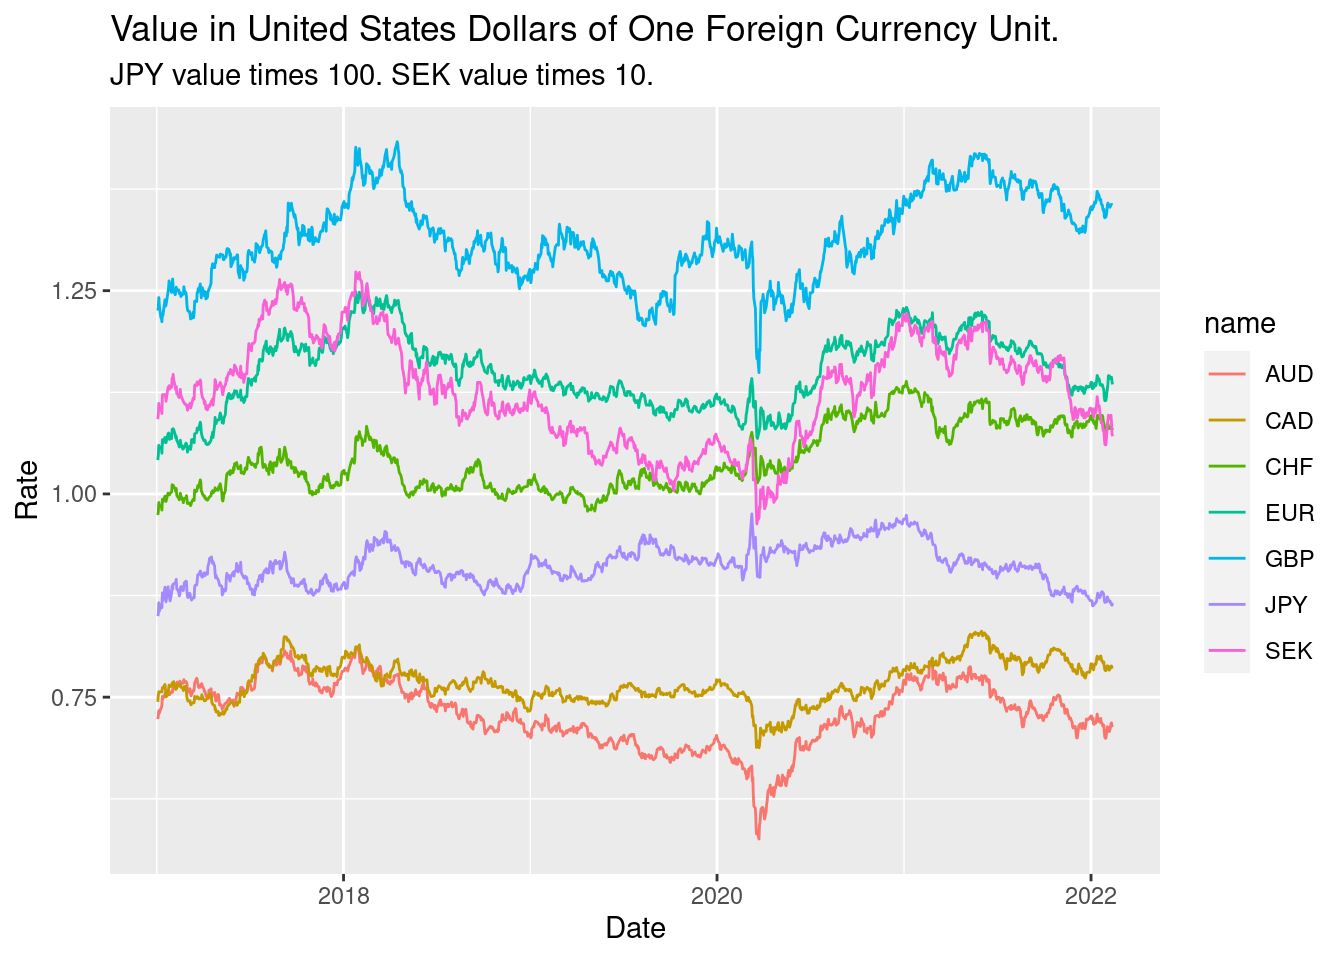 Value in United States Dollars of One Foreign Currency Unit.
JPY value times 100. SEK value times 10.
1.25
1.00
0.75
Rate
2018
2020
2022
Date
name
AUD
CAD
CHF
EUR
GBP
JPY
SEK